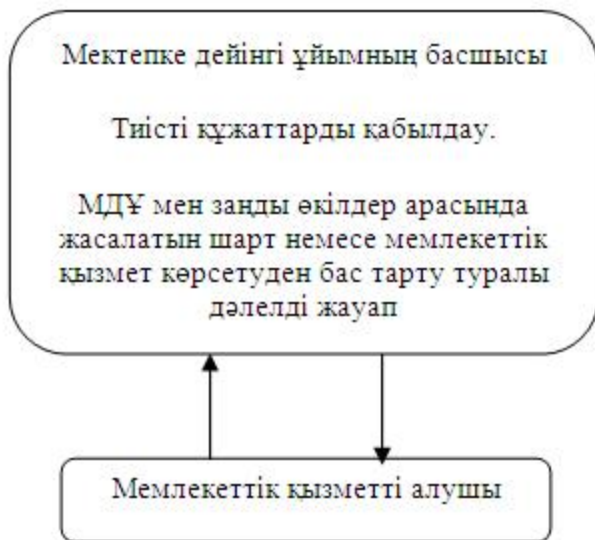 Мектепке дейінгі ұйымның басшысы
Тиісті құжаттарды қабылдау.
МДҰ мен заңды өкілдер арасында
жасалатын шарт немесе мемлекеттік
қызмет көрсетуден бас тарту туралы
дәлелді жауап
Мемлекеттік қызметті алушы